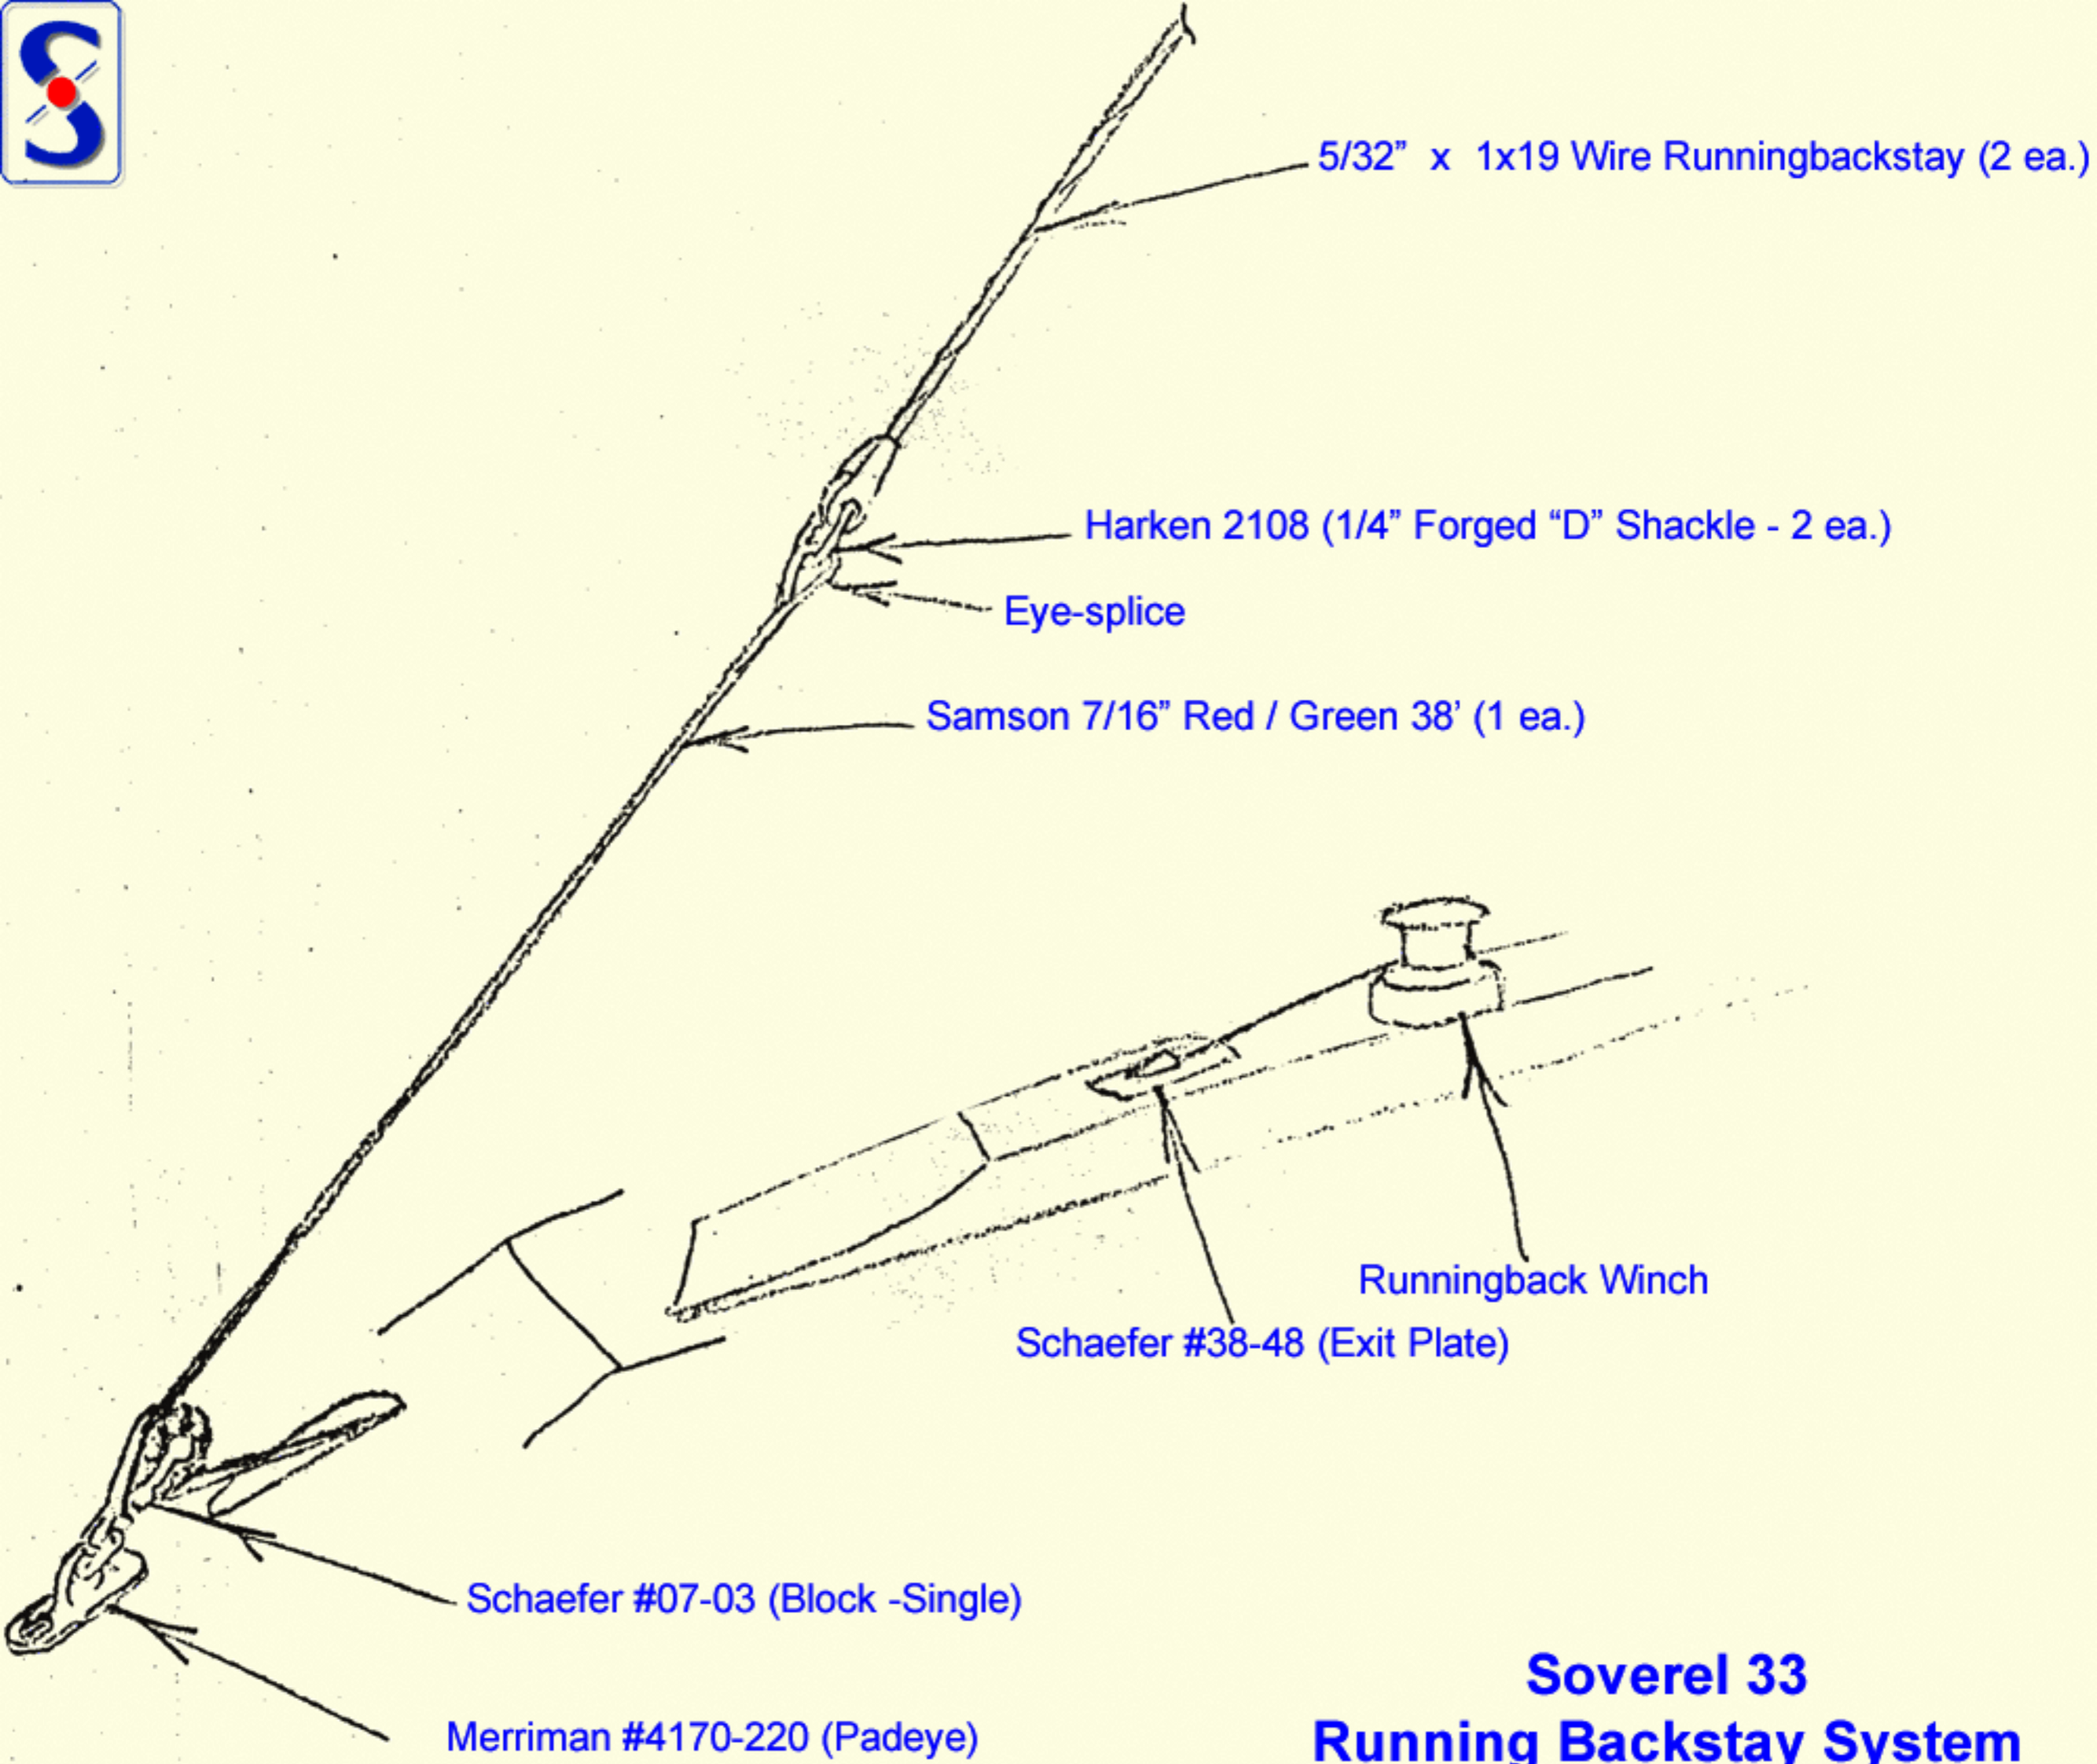 S
5/32” x 1x19 Wire Runningbackstay (2 ea.)
Harken 2108 (1/4” Forged “D” Shackle - 2 ea.)
Eye-splice
Samson 7/16” Red / Green 38’ (1 ea.)
Runningback Winch
Schaefer #38-48 (Exit Plate)
Schaefer #07-03 (Block -Single)
Merriman #4170-220 (Padeye)
Soverel 33
Running Backstay System